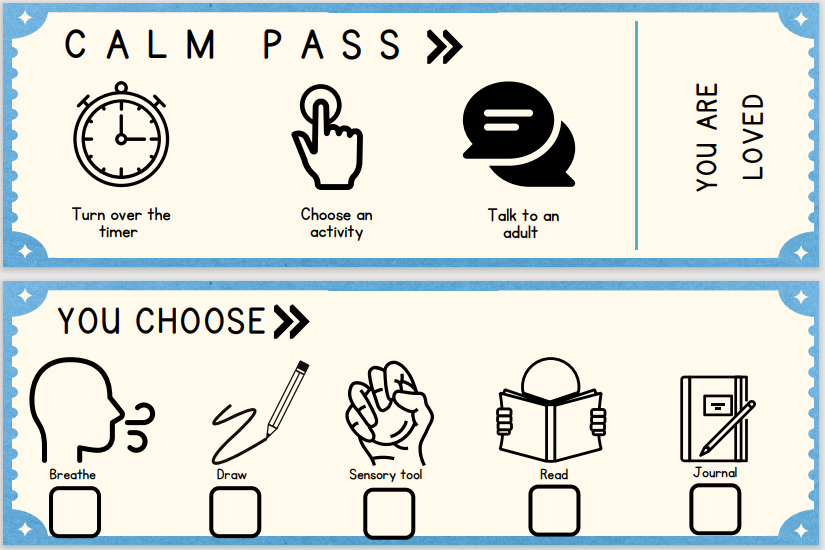 CALM PASS
Turn over the
timer
Choose an
activity
Talk to an
adult
YOU ARE
LOVED
YOU CHOOSE
Breathe
Draw
Sensory tool
Read
Journal